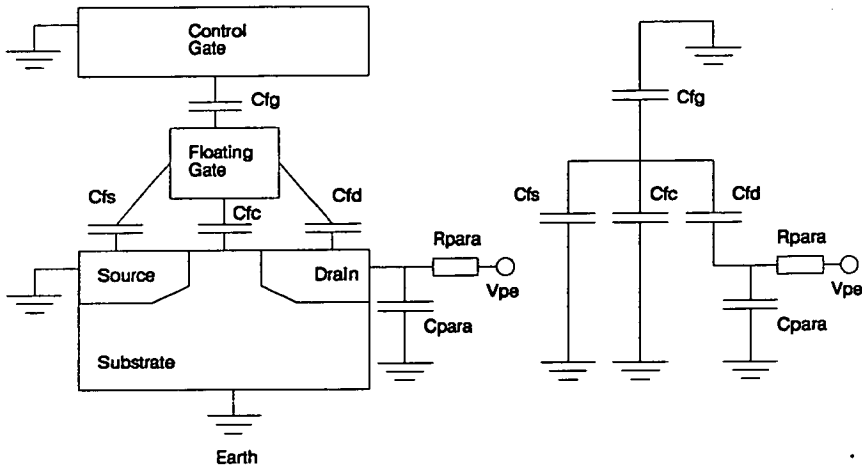 Control
Gate
Cfg
Floating
Gate
Cfs
Cfc
Cfd
Source
Drain
Rpara
Vpe
Cpara
Substrate
Earth
Cfg
Cfs
Cfc
Cfd
Rpara
Vpe
Cpara